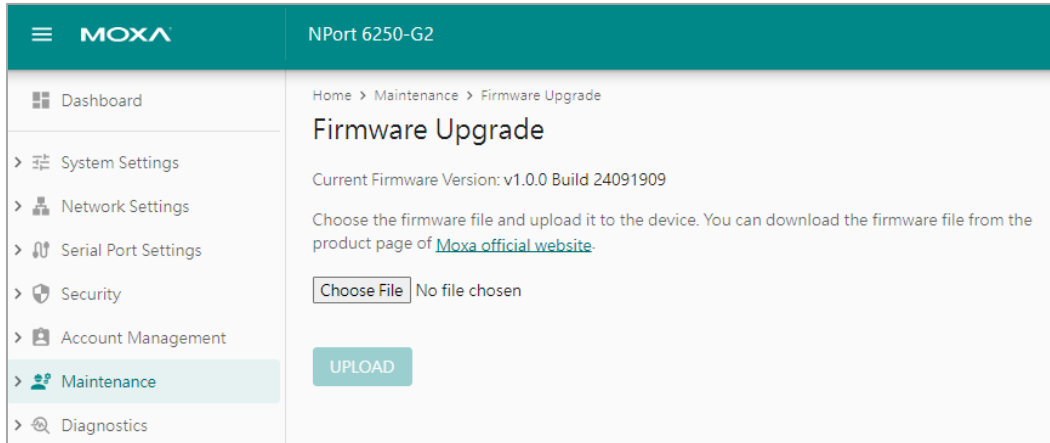 MOXA
NPort 6250-G2
Dashboard
System Settings
Network Settings
Serial Port Settings
Security
Account Management
Maintenance
Diagnostics
Home > Maintenance > Firmware Upgrade
Firmware Upgrade
Current Firmware Version: v1.0.0 Build 24091909
Choose the firmware file and upload it to the device. You can download the firmware file from the
product page of Moxa official website.
Choose File No file chosen
UPLOAD